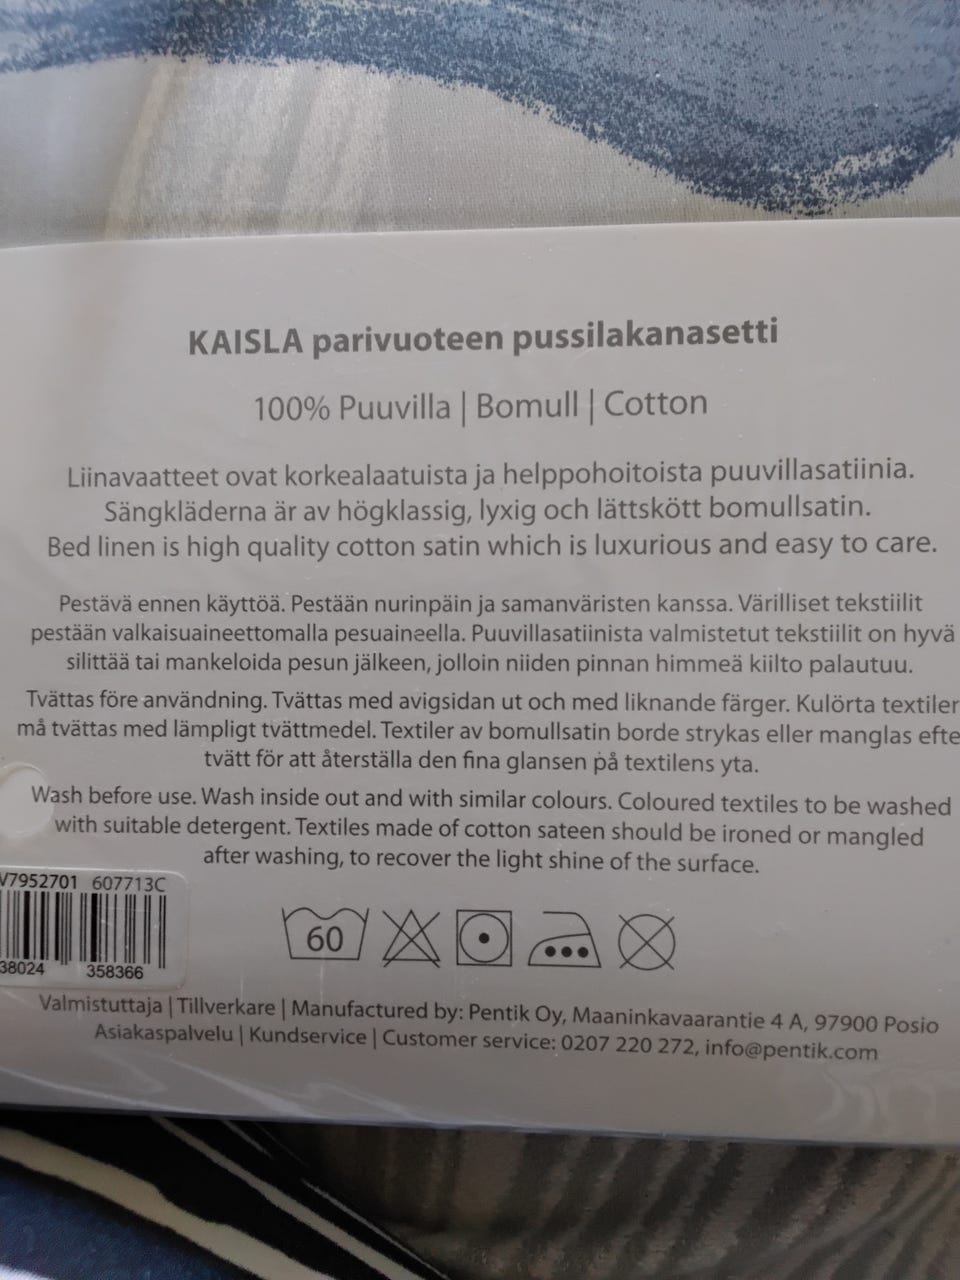 KAISLA parivuoteen pussilakanasetti
100% Puuvilla | Bomull | Cotton
Liinavaatteet ovat korkealaatuista ja helppohoitoista puuvillasatiinia.
Sängkläderna är av högklassig, lyxig och lättskött bomullsatin.
Bed linen is high quality cotton satin which is luxurious and easy to care.
Pestävä ennen käyttöä. Pestään nurinpäin ja samanväristen kanssa. Värilliset tekstiilit
pestään valkaisuaineettomalla pesuaineella. Puuvillasatiinista valmistetut tekstiilit on hyvä
silittää tai mankeloida pesun jälkeen, jolloin niiden pinnan himmeä kiilto palautuu.
Tvättas före användning. Tvättas med avigsidan ut och med liknande färger. Kulörta textiler
må tvättas med lämpligt tvättmedel. Textiler av bomullsatin borde strykas eller manglas efte
tvätt för att återställa den fina glansen på textilens yta.
Wash before use. Wash inside out and with similar colours. Coloured textiles to be washed
with suitable detergent. Textiles made of cotton sateen should be ironed or mangled
after washing, to recover the light shine of the surface.
V7952701 607713C
38024 358366
60
Valmistuttaja | Tillverkare | Manufactured by: Pentik Oy, Maaninkavaarantie 4 A, 97900 Posio
Asiakaspalvelu | Kundservice | Customer service: 0207 220 272, info@pentik.com